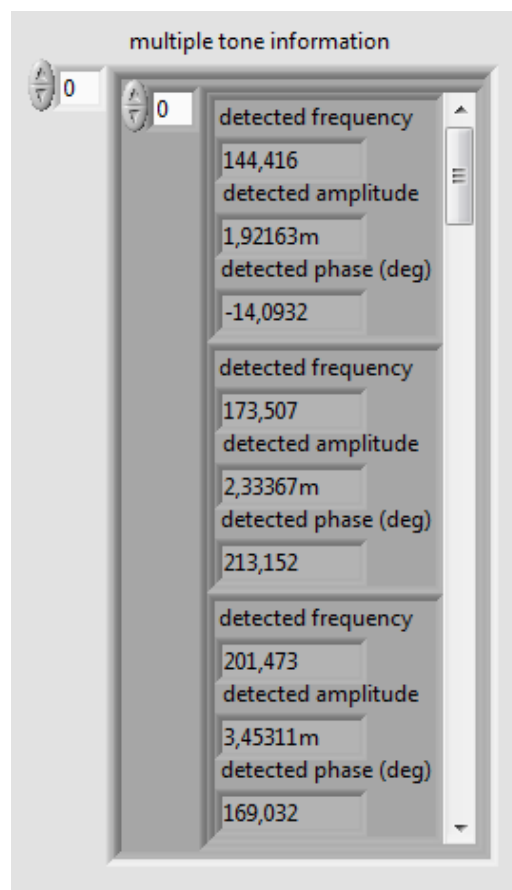 multiple tone information
0
0
detected frequency
144,416
detected amplitude
1,92163m
detected phase (deg)
-14,0932
detected frequency
173,507
detected amplitude
2,33367m
detected phase (deg)
213,152
detected frequency
201,473
detected amplitude
3,45311m
detected phase (deg)
169,032